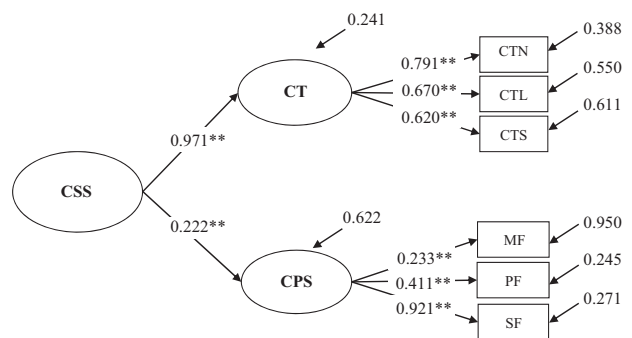 0.241
0.388
CTN
0.791**
0.550
CT
0.670**
CTL
0.611
0.620**
CTS
0.971**
CSS
0.222**
0.622
0.950
MF
0.233**
0.245
CPS
0.411**
PF
0.271
0.921**
SF